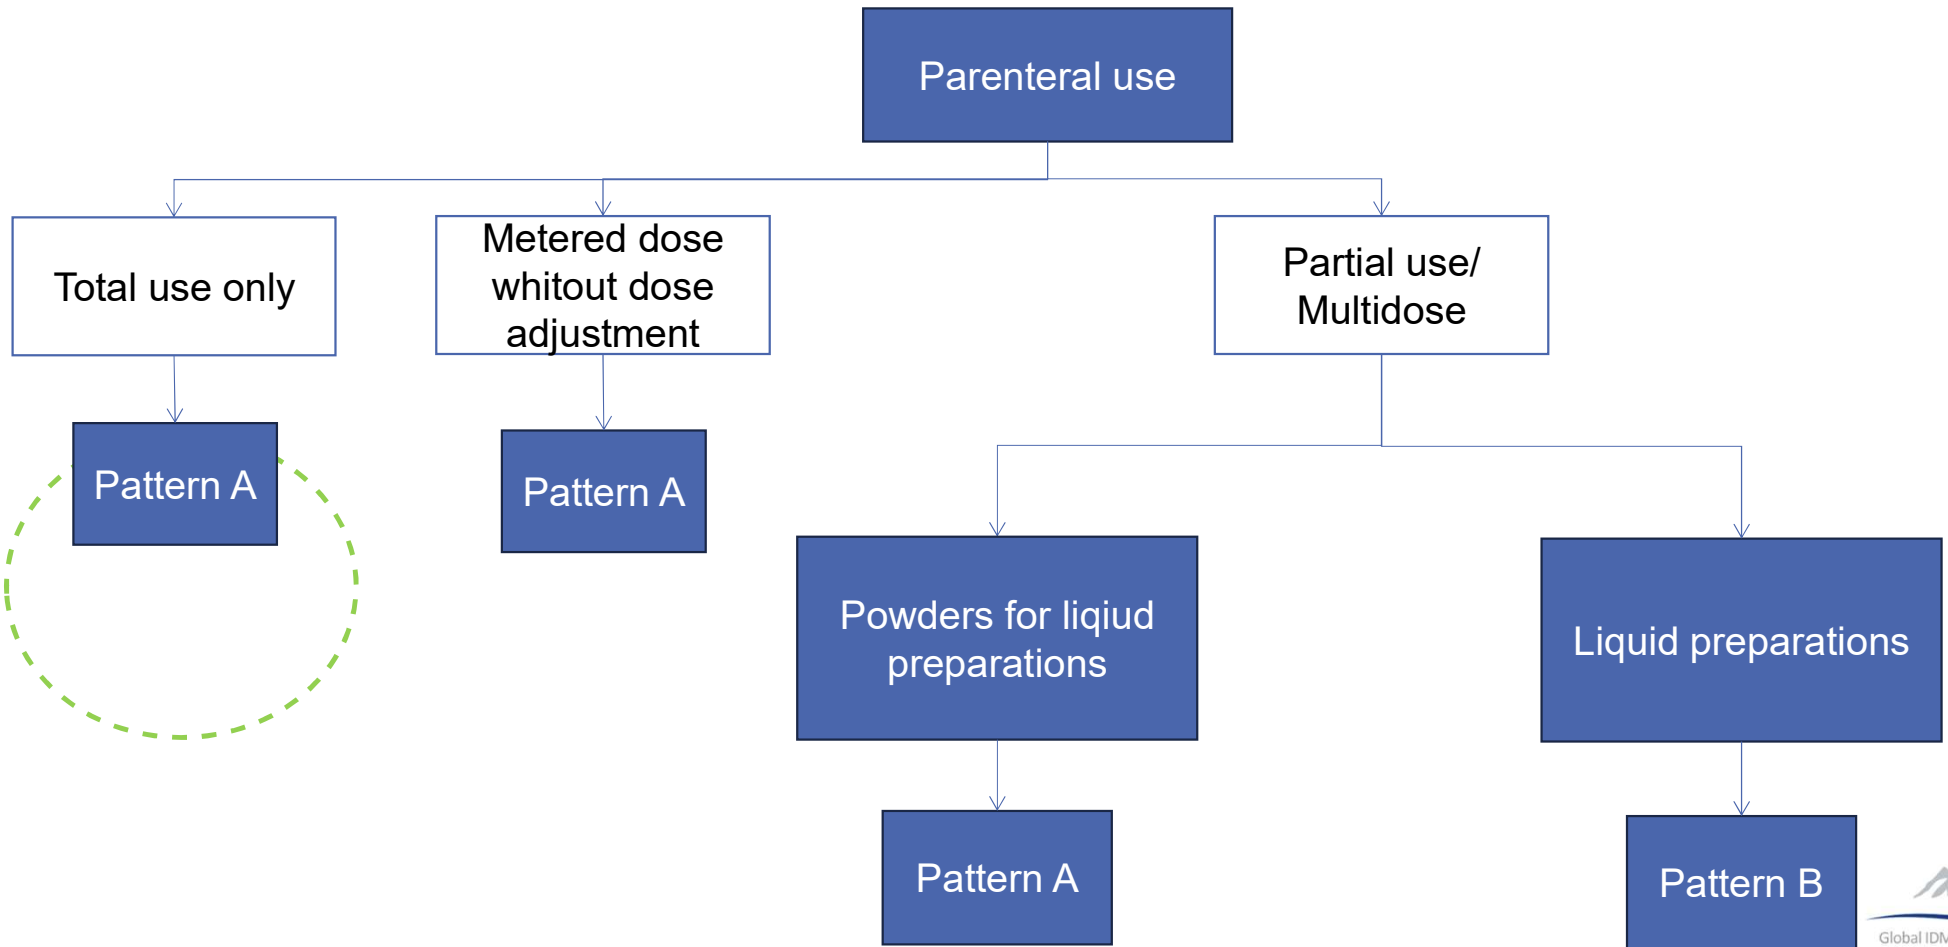 Parenteral use
Total use only
Metered dose
whitout dose
adjustment
Partial use/
Multidose
Pattern A
Pattern A
Powders for liqiud
preparations
Liquid preparations
Pattern A
Pattern B
Global